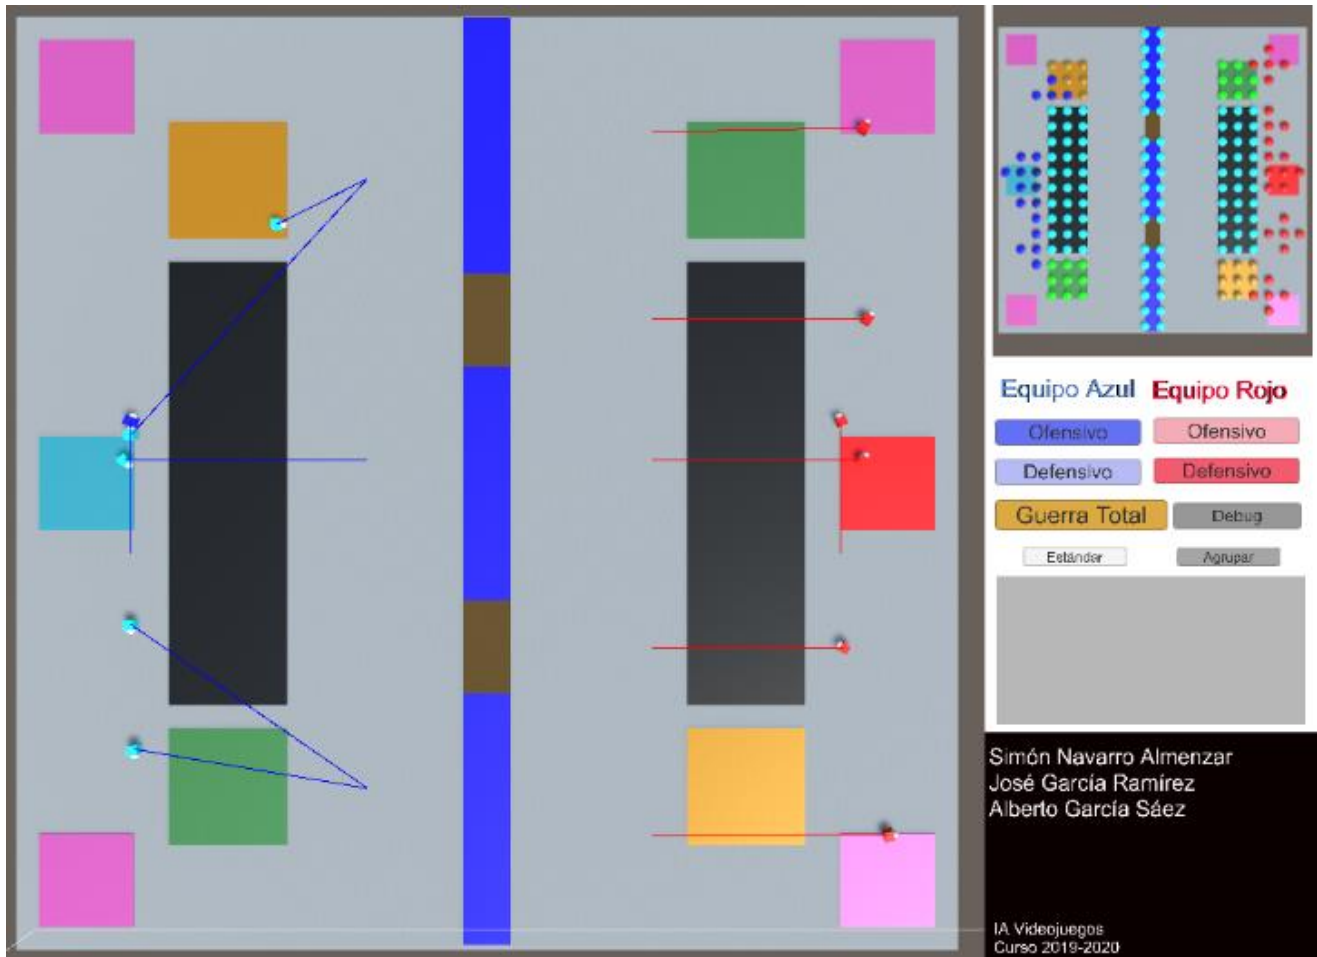 Equipo Azul Equipo Rojo
Ofensivo Ofensivo
Defensivo Defensivo
Guerra Total Debug
Estándar Agrupar
Simón Navarro Almenzar
José García Ramírez
Alberto García Sáez
IA Videojuegos
Curso 2019-2020